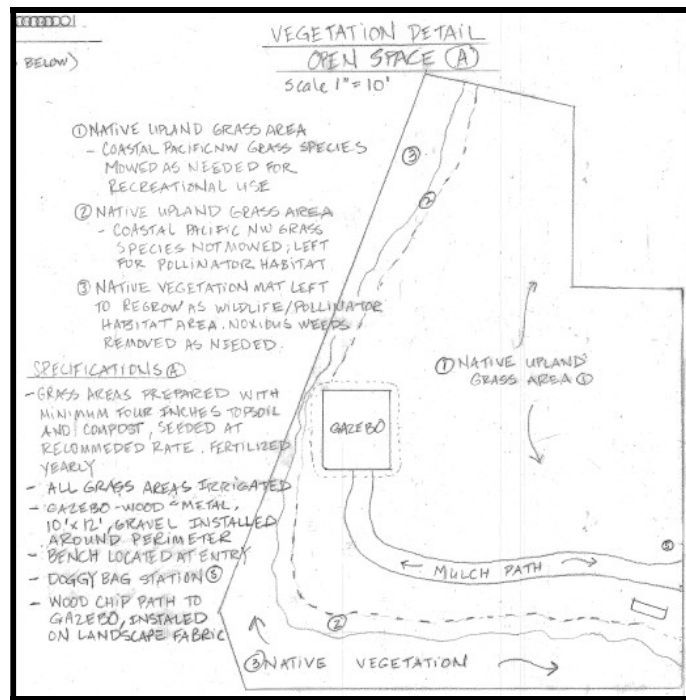 BELOW)
VEGETATION DETAIL
OPEN SPACE (A)
Scale 1" = 10'
① NATIVE UPLAND GRASS AREA
- COASTAL PACIFIC NW GRASS SPECIES
MOWED AS NEEDED FOR
RECREATIONAL USE
② NATIVE UPLAND GRASS AREA
- COASTAL PACIFIC NW GRASS
SPECIES NOT MOWED; LEFT
FOR POLLINATOR HABITAT
③ NATIVE VEGETATION MAT LEFT
TO REGROW AS WILDLIFE/POLLINATOR
HABITAT AREA. NOXIOUS WEEDS
REMOVED AS NEEDED.
SPECIFICATIONS (A)
- GRASS AREAS PREPARED WITH
MINIMUM FOUR INCHES TOPSOIL
AND COMPOST, SEEDED AT
RECOMMEDED RATE. FERTILIZED
YEARLY
- ALL GRASS AREAS IRRIGATED
- GAZEBO - WOOD & METAL,
10'x12', GRAVEL INSTALLED
AROUND PERIMETER
- BENCH LOCATED AT ENTRY
- DOGGY BAG STATION Ⓢ
- WOOD CHIP PATH TO
GAZEBO, INSTALED
ON LANDSCAPE FABRIC
③
②
① NATIVE UPLAND
GRASS AREA ①
GAZEBO
Ⓢ
← MULCH PATH →
②
③ NATIVE VEGETATION →